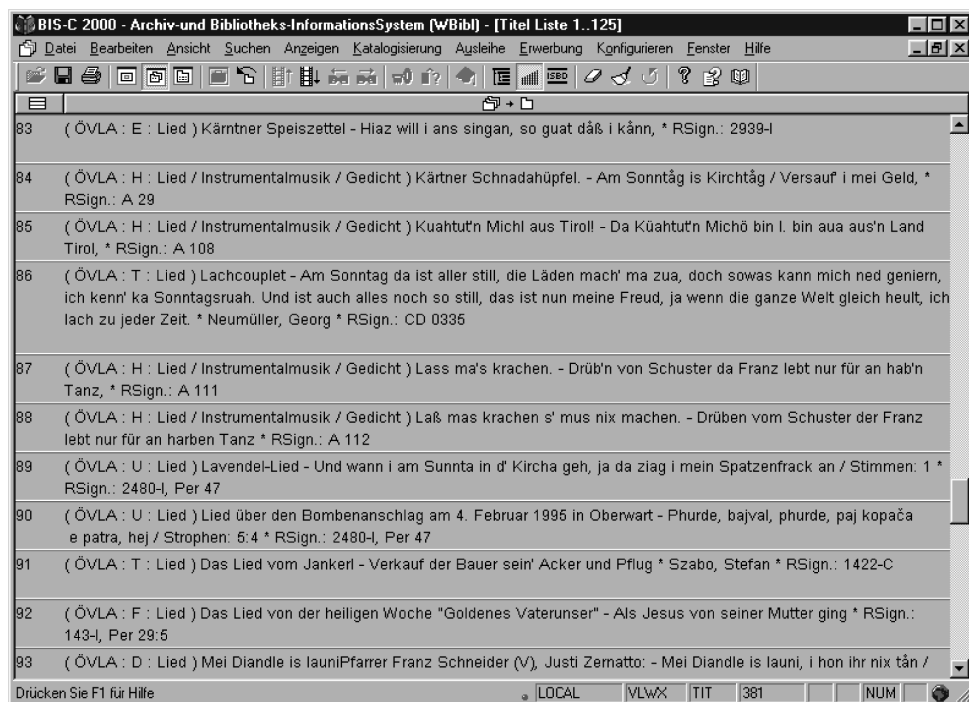 BIS-C 2000 - Archiv-und Bibliotheks-InformationsSystem (WBibl) - [Titel Liste 1..125]
Datei Bearbeiten Ansicht Suchen Anzeigen Katalogisierung Ausleihe Erwerbung Konfigurieren Fenster Hilfe
ISBD
83 ( ÖVLA : E : Lied ) Kärntner Speiszettel - Hiaz will i ans singan, so guat dåß i kånn, * RSign.: 2939-I
84 ( ÖVLA : H : Lied / Instrumentalmusik / Gedicht ) Kärtner Schnadahüpfel. - Am Sonntåg is Kirchtåg / Versauf' i mei Geld, *
RSign.: A 29
85 ( ÖVLA : H : Lied / Instrumentalmusik / Gedicht ) Kuahtut'n Michl aus Tirol! - Da Küahtut'n Michö bin I. bin aua aus'n Land
Tirol, * RSign.: A 108
86 ( ÖVLA : T : Lied ) Lachcouplet - Am Sonntag da ist aller still, die Läden mach' ma zua, doch sowas kann mich ned geniern,
ich kenn' ka Sonntagsruah. Und ist auch alles noch so still, das ist nun meine Freud, ja wenn die ganze Welt gleich heult, ich
lach zu jeder Zeit. * Neumüller, Georg * RSign.: CD 0335
87 ( ÖVLA : H : Lied / Instrumentalmusik / Gedicht ) Lass ma's krachen. - Drüb'n von Schuster da Franz lebt nur für an hab'n
Tanz, * RSign.: A 111
88 ( ÖVLA : H : Lied / Instrumentalmusik / Gedicht ) Laß mas krachen s' mus nix machen. - Drüben vom Schuster der Franz
lebt nur für an harben Tanz * RSign.: A 112
89 ( ÖVLA : U : Lied ) Lavendel-Lied - Und wann i am Sunnta in d' Kircha geh, ja da ziag i mein Spatzenfrack an / Stimmen: 1 *
RSign.: 2480-I, Per 47
90 ( ÖVLA : U : Lied ) Lied über den Bombenanschlag am 4. Februar 1995 in Oberwart - Phurde, bajval, phurde, paj kopača
e patra, hej / Strophen: 5:4 * RSign.: 2480-I, Per 47
91 ( ÖVLA : T : Lied ) Das Lied vom Jankerl - Verkauf der Bauer sein' Acker und Pflug * Szabo, Stefan * RSign.: 1422-C
92 ( ÖVLA : F : Lied ) Das Lied von der heiligen Woche "Goldenes Vaterunser" - Als Jesus von seiner Mutter ging * RSign.:
143-I, Per 29:5
93 ( ÖVLA : D : Lied ) Mei Diandle is launiPfarrer Franz Schneider (V), Justi Zernatto: - Mei Diandle is launi, i hon ihr nix tån /
Drücken Sie F1 für Hilfe LOCAL VLWX TIT 381 NUM